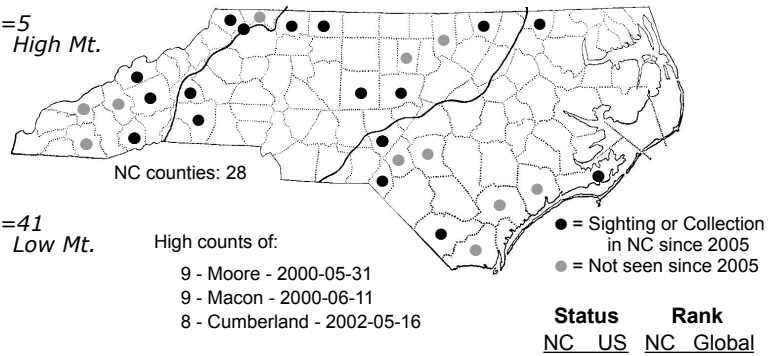 =5
High Mt.
NC counties: 28
=41
Low Mt.
High counts of:
9 - Moore - 2000-05-31
9 - Macon - 2000-06-11
8 - Cumberland - 2002-05-16
= Sighting or Collection
in NC since 2005
= Not seen since 2005
Status Rank
NC US NC Global